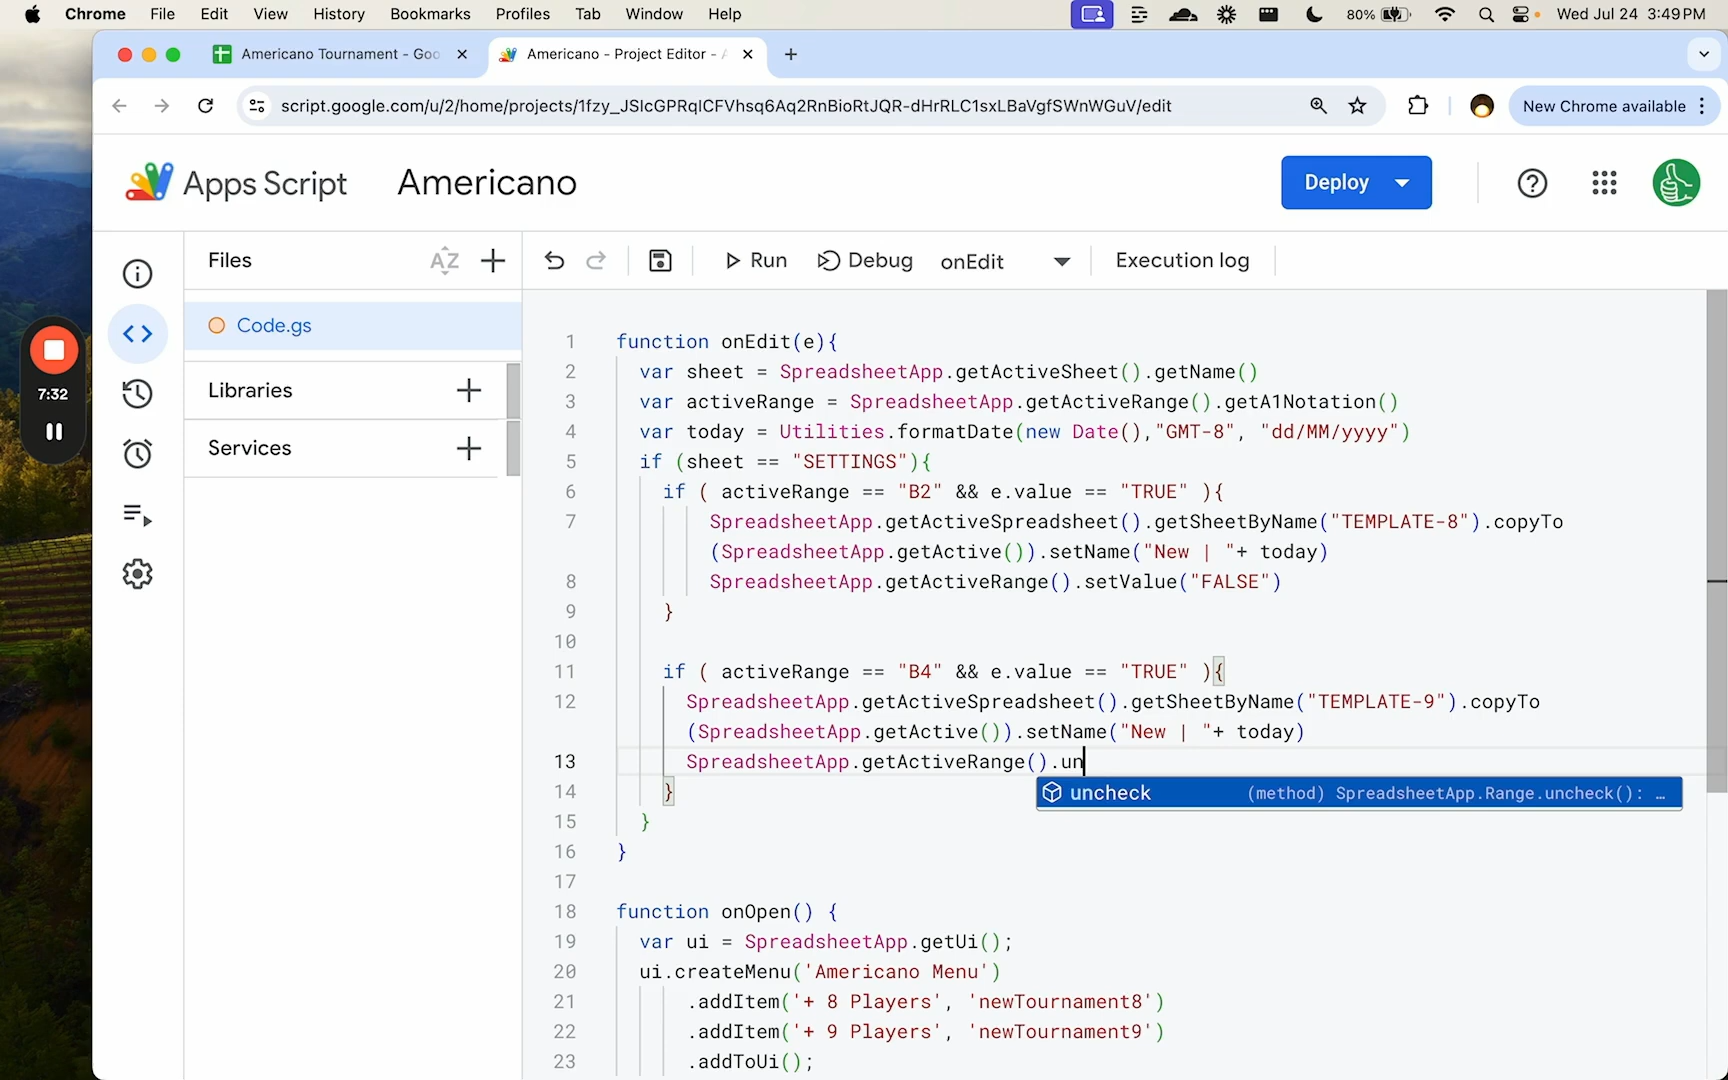 Chrome File Edit View History Bookmarks Profiles Tab Window Help 80% Wed Jul 24 3:49 PM
Americano Tournament - Goo
Americano - Project Editor - A
script.google.com/u/2/home/projects/1fzy_JSIcGPRqlCFVhsq6Aq2RnBioRtJQR-dHrRLC1sxLBaVgfSWnWGuV/edit
New Chrome available
Apps Script Americano Deploy
Files AZ
Run Debug onEdit Execution log
Code.gs
Libraries
Services
7:32
1 function onEdit(e){
2 var sheet = SpreadsheetApp.getActiveSheet().getName()
3 var activeRange = SpreadsheetApp.getActiveRange().getA1Notation()
4 var today = Utilities.formatDate(new Date(),"GMT-8", "dd/MM/yyyy")
5 if (sheet == "SETTINGS"){
6 if ( activeRange == "B2" && e.value == "TRUE" ){
7 SpreadsheetApp.getActiveSpreadsheet().getSheetByName("TEMPLATE-8").copyTo
(SpreadsheetApp.getActive()).setName("New | "+ today)
8 SpreadsheetApp.getActiveRange().setValue("FALSE")
9 }
10
11 if ( activeRange == "B4" && e.value == "TRUE" ){
12 SpreadsheetApp.getActiveSpreadsheet().getSheetByName("TEMPLATE-9").copyTo
(SpreadsheetApp.getActive()).setName("New | "+ today)
13 SpreadsheetApp.getActiveRange().un
uncheck (method) SpreadsheetApp.Range.uncheck(): …
14 }
15 }
16 }
17
18 function onOpen() {
19 var ui = SpreadsheetApp.getUi();
20 ui.createMenu('Americano Menu')
21 .addItem('+ 8 Players', 'newTournament8')
22 .addItem('+ 9 Players', 'newTournament9')
23 .addToUi();